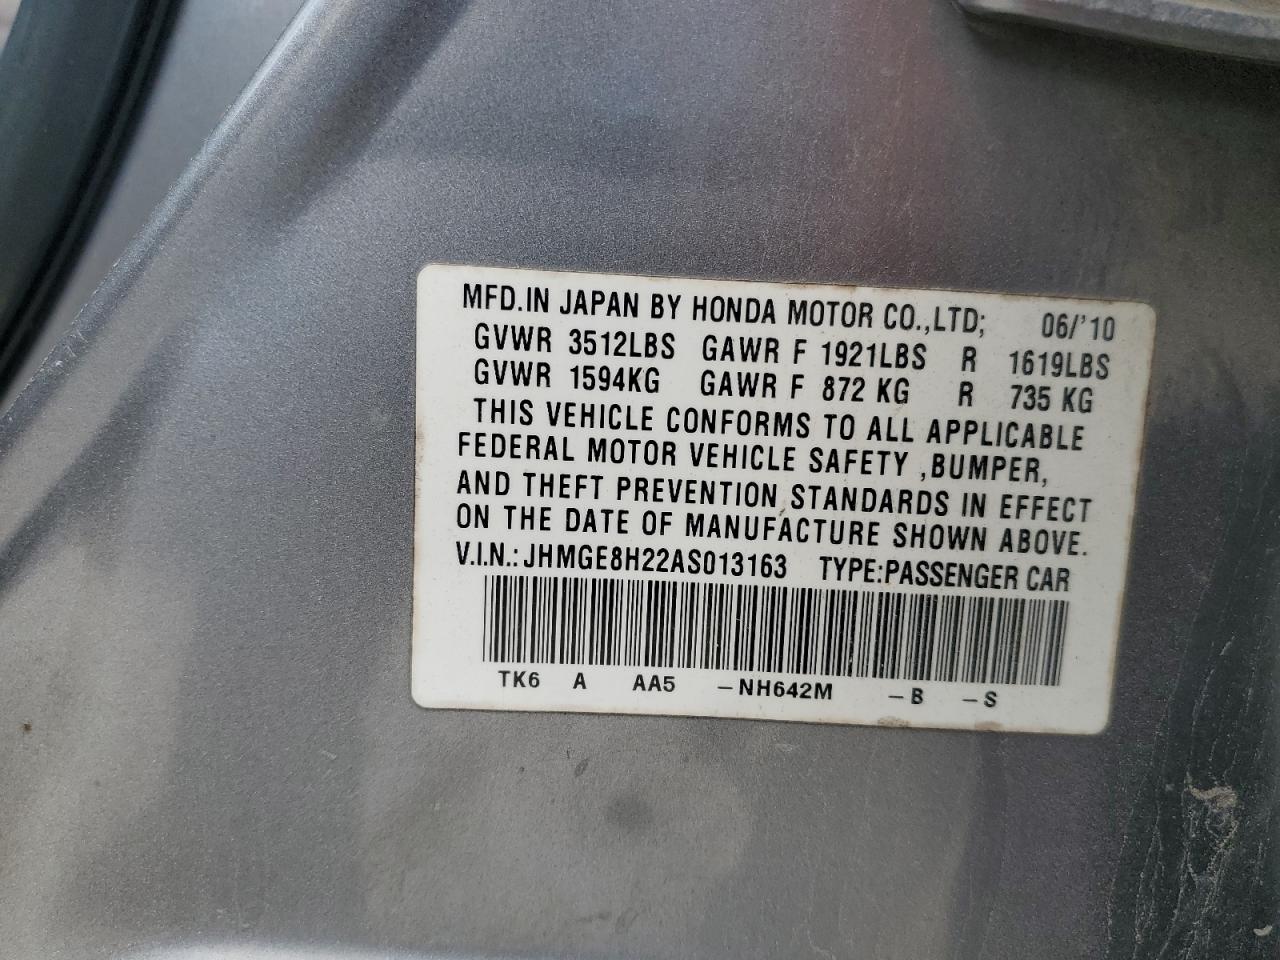 MFD.IN JAPAN BY HONDA MOTOR CO.,LTD; 06/'10
GVWR 3512LBS GAWR F 1921LBS R 1619LBS
GVWR 1594KG GAWR F 872 KG R 735 KG
THIS VEHICLE CONFORMS TO ALL APPLICABLE
FEDERAL MOTOR VEHICLE SAFETY ,BUMPER,
AND THEFT PREVENTION STANDARDS IN EFFECT
ON THE DATE OF MANUFACTURE SHOWN ABOVE.
V.I.N.: JHMGE8H22AS013163 TYPE:PASSENGER CAR
TK6 A AA5 -NH642M -B -S